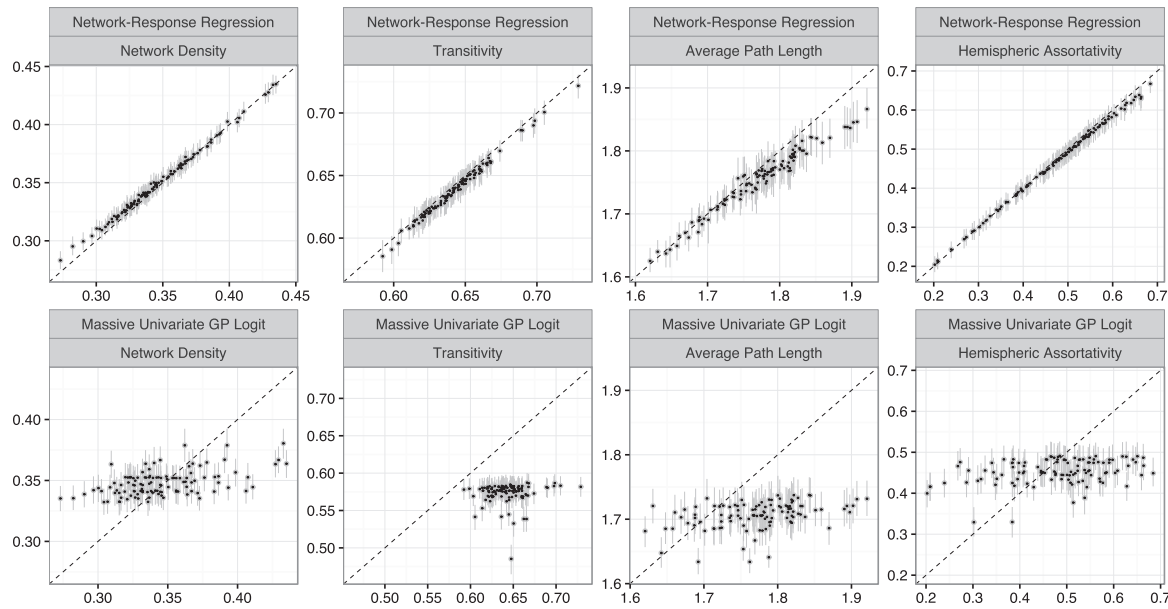 Network-Response Regression
Network Density
0.45
0.40
0.35
0.30
0.30 0.35 0.40 0.45
Network-Response Regression
Transitivity
0.70
0.65
0.60
0.60 0.65 0.70
Network-Response Regression
Average Path Length
1.9
1.8
1.7
1.6
1.6 1.7 1.8 1.9
Network-Response Regression
Hemispheric Assortativity
0.7
0.6
0.5
0.4
0.3
0.2
0.2 0.3 0.4 0.5 0.6 0.7
Massive Univariate GP Logit
Network Density
0.40
0.35
0.30
0.30 0.35 0.40
Massive Univariate GP Logit
Transitivity
0.70
0.65
0.60
0.55
0.50
0.50 0.55 0.60 0.65 0.70
Massive Univariate GP Logit
Average Path Length
1.9
1.8
1.7
1.6
1.6 1.7 1.8 1.9
Massive Univariate GP Logit
Hemispheric Assortativity
0.7
0.6
0.5
0.4
0.3
0.2
0.2 0.3 0.4 0.5 0.6 0.7